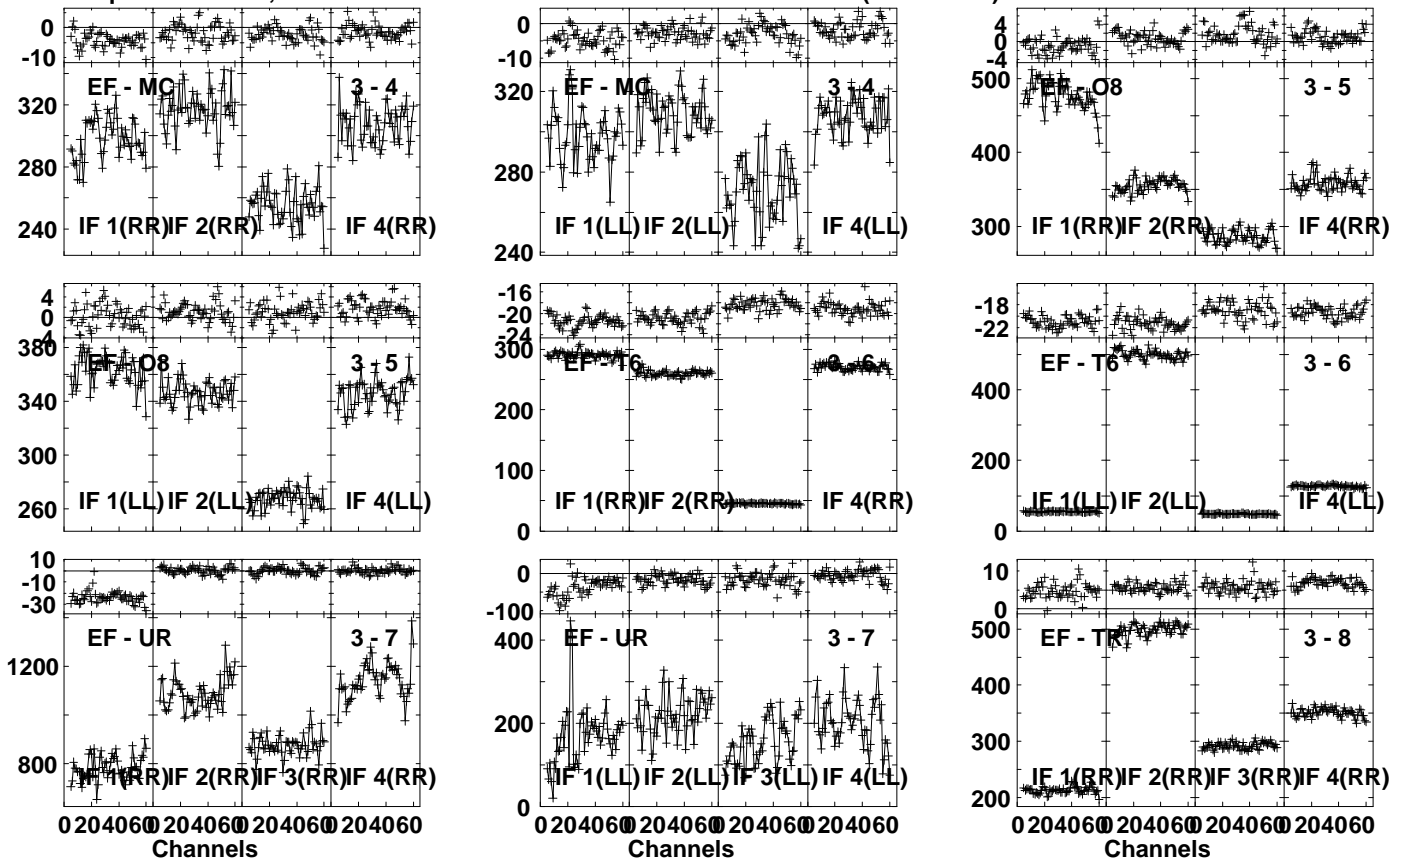 0
-10
EF - MC 3 - 4
320
280
240
IF 1(RR) IF 2(RR) IF 4(RR)
0
-10
EF - MC 3 - 4
320
280
240
IF 1(LL) IF 2(LL) IF 4(LL)
4
0
-4
500
EF - O8 3 - 5
400
300
IF 1(RR) IF 2(RR) IF 4(RR)
4
0
380
EF - O8 3 - 5
340
300
260
IF 1(LL) IF 2(LL) IF 4(LL)
-16
-20
-24
300
EF - T6 3 - 6
200
100
0
IF 1(RR) IF 2(RR) IF 4(RR)
-18
-22
EF - T6 3 - 6
400
200
0
IF 1(LL) IF 2(LL) IF 4(LL)
10
-10
-30
EF - UR 3 - 7
1200
800
IF 1(RR) IF 2(RR) IF 3(RR) IF 4(RR)
0 204060 0 204060 0 204060 0 204060
Channels
0
-100
EF - UR 3 - 7
400
200
0
IF 1(LL) IF 2(LL) IF 3(LL) IF 4(LL)
0 204060 0 204060 0 204060 0 204060
10
0
EF - TR 3 - 8
500
400
300
200
IF 1(RR) IF 2(RR) IF 3(RR) IF 4(RR)
0 204060 0 204060 0 204060 0 204060
Channels